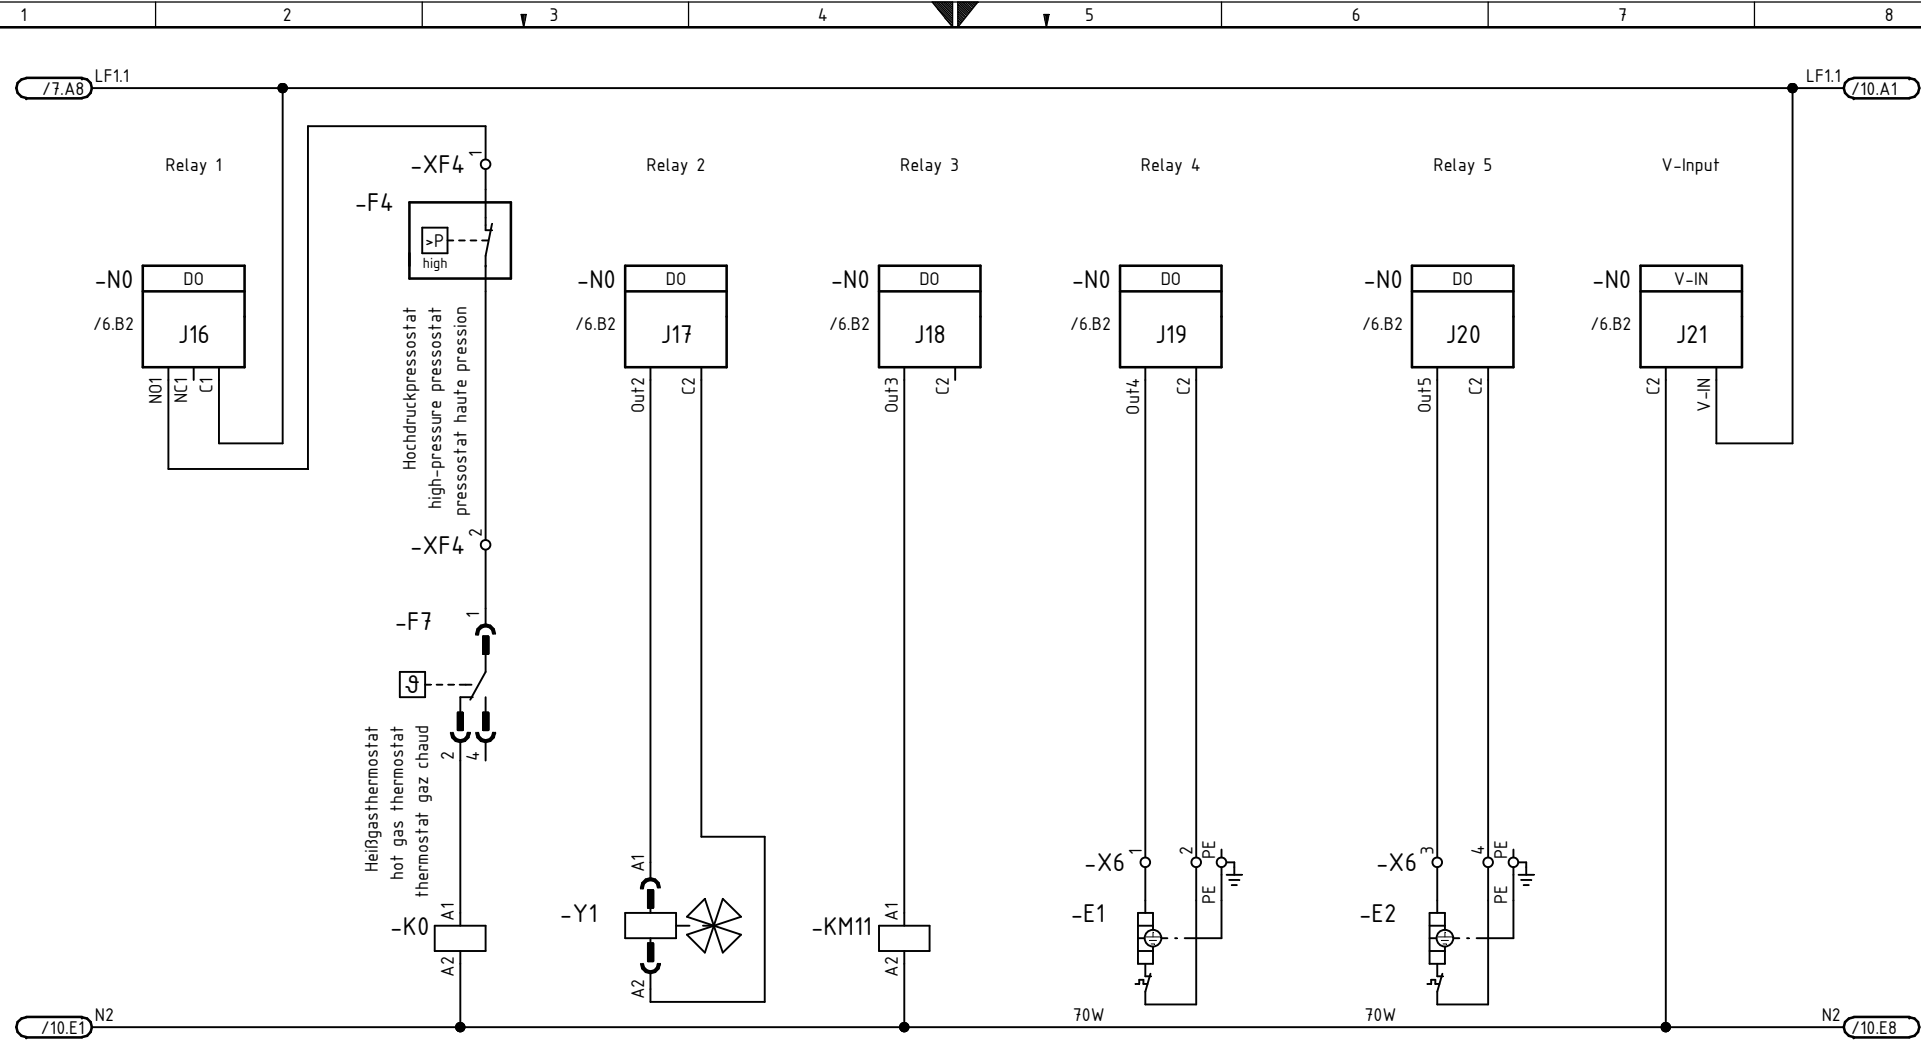 1 2 3 4 5 6 7 8
LF1.1 LF1.1
/7.A8 /10.A1
Relay 1 -XF4 1 Relay 2 Relay 3 Relay 4 Relay 5 V-Input
-F4
>P
high
-N0 DO -N0 DO -N0 DO -N0 DO -N0 DO -N0 V-IN
/6.B2 J16 /6.B2 J17 /6.B2 J18 /6.B2 J19 /6.B2 J20 /6.B2 J21
NO1 NC1 C1 Out2 C2 Out3 C2 Out4 C2 Out5 C2 C2 V-IN
Hochdruckpressostat
high-pressure pressostat
pressostat haute pression
-XF4 2
-F7 1
ϑ
2 4
Heißgasthermostat
hot gas thermostat
thermostat gaz chaud
-X6 1 2 PE -X6 3 4 PE
PE PE
-K0 A1 A2
-Y1 A1 A2
-KM11 A1 A2
-E1 -E2
70W 70W
N2 N2
/10.E1 /10.E8